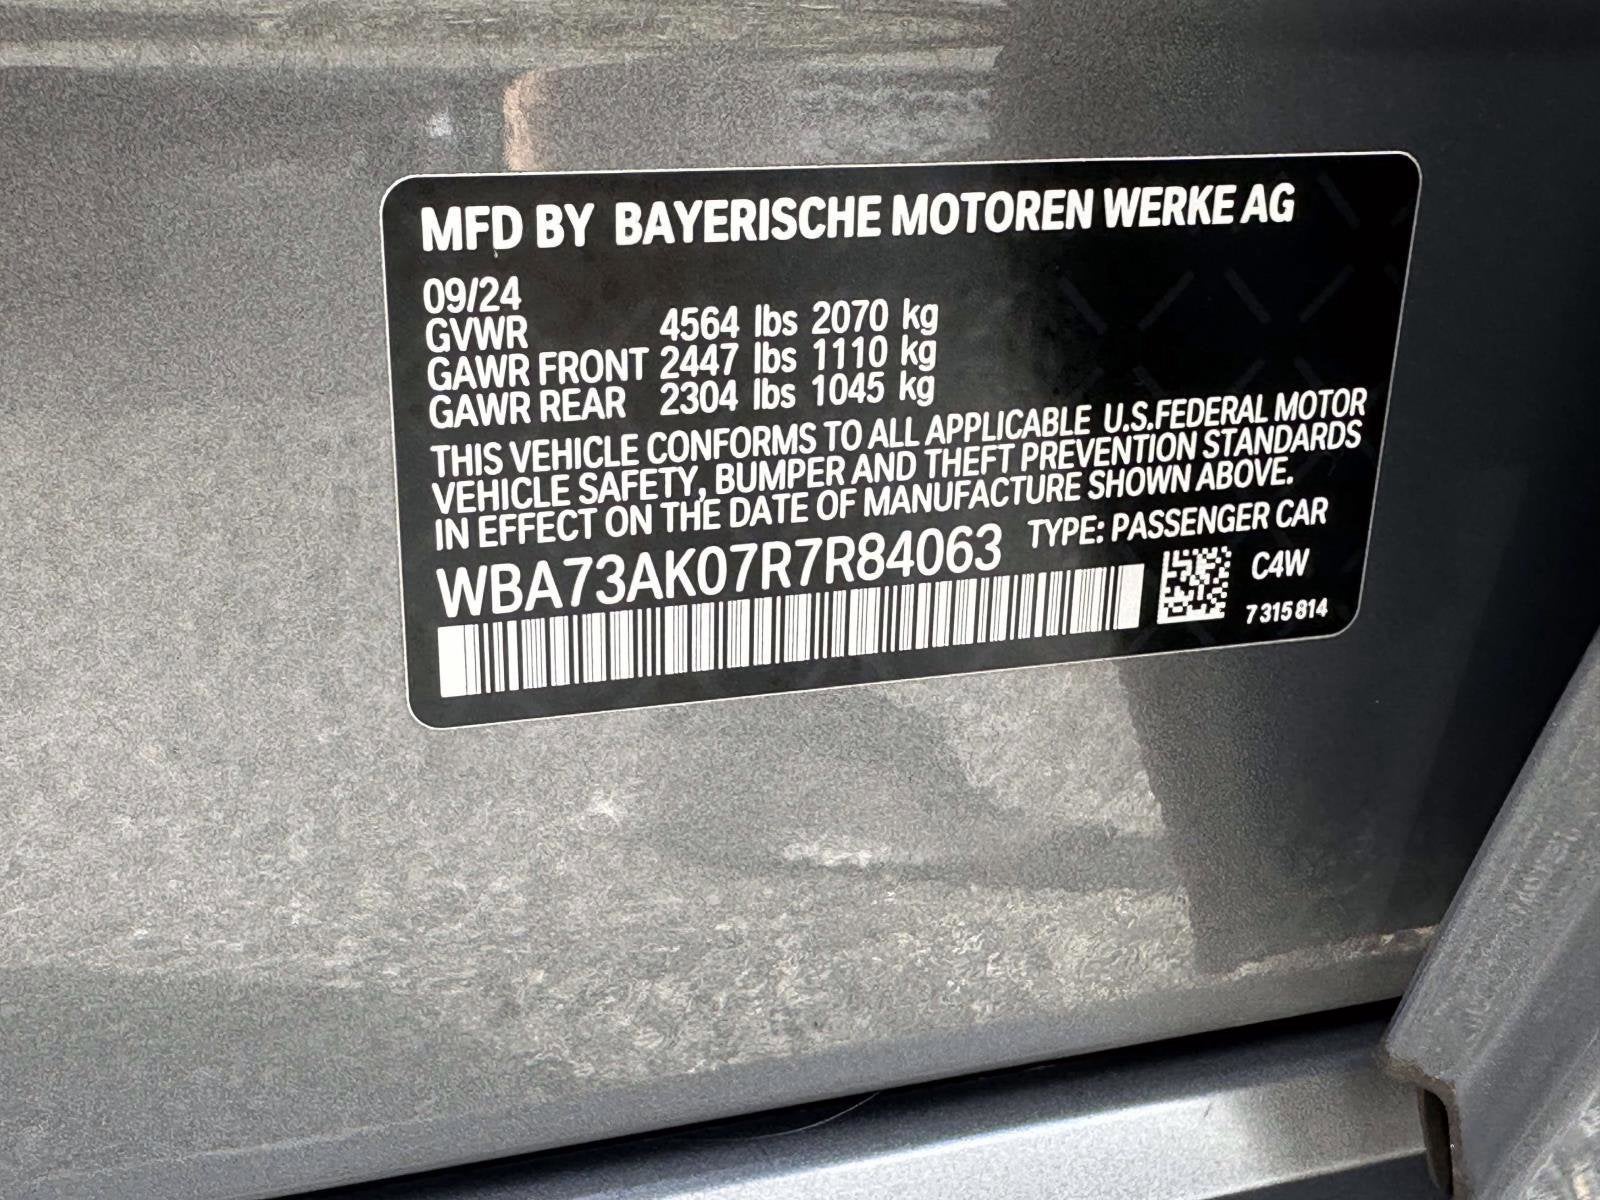 MFD BY BAYERISCHE MOTOREN WERKE AG
09/24
GVWR 4564 lbs 2070 kg
GAWR FRONT 2447 lbs 1110 kg
GAWR REAR 2304 lbs 1045 kg
THIS VEHICLE CONFORMS TO ALL APPLICABLE U.S.FEDERAL MOTOR
VEHICLE SAFETY, BUMPER AND THEFT PREVENTION STANDARDS
IN EFFECT ON THE DATE OF MANUFACTURE SHOWN ABOVE.
WBA73AK07R7R84063 TYPE: PASSENGER CAR
C4W
7 315 814